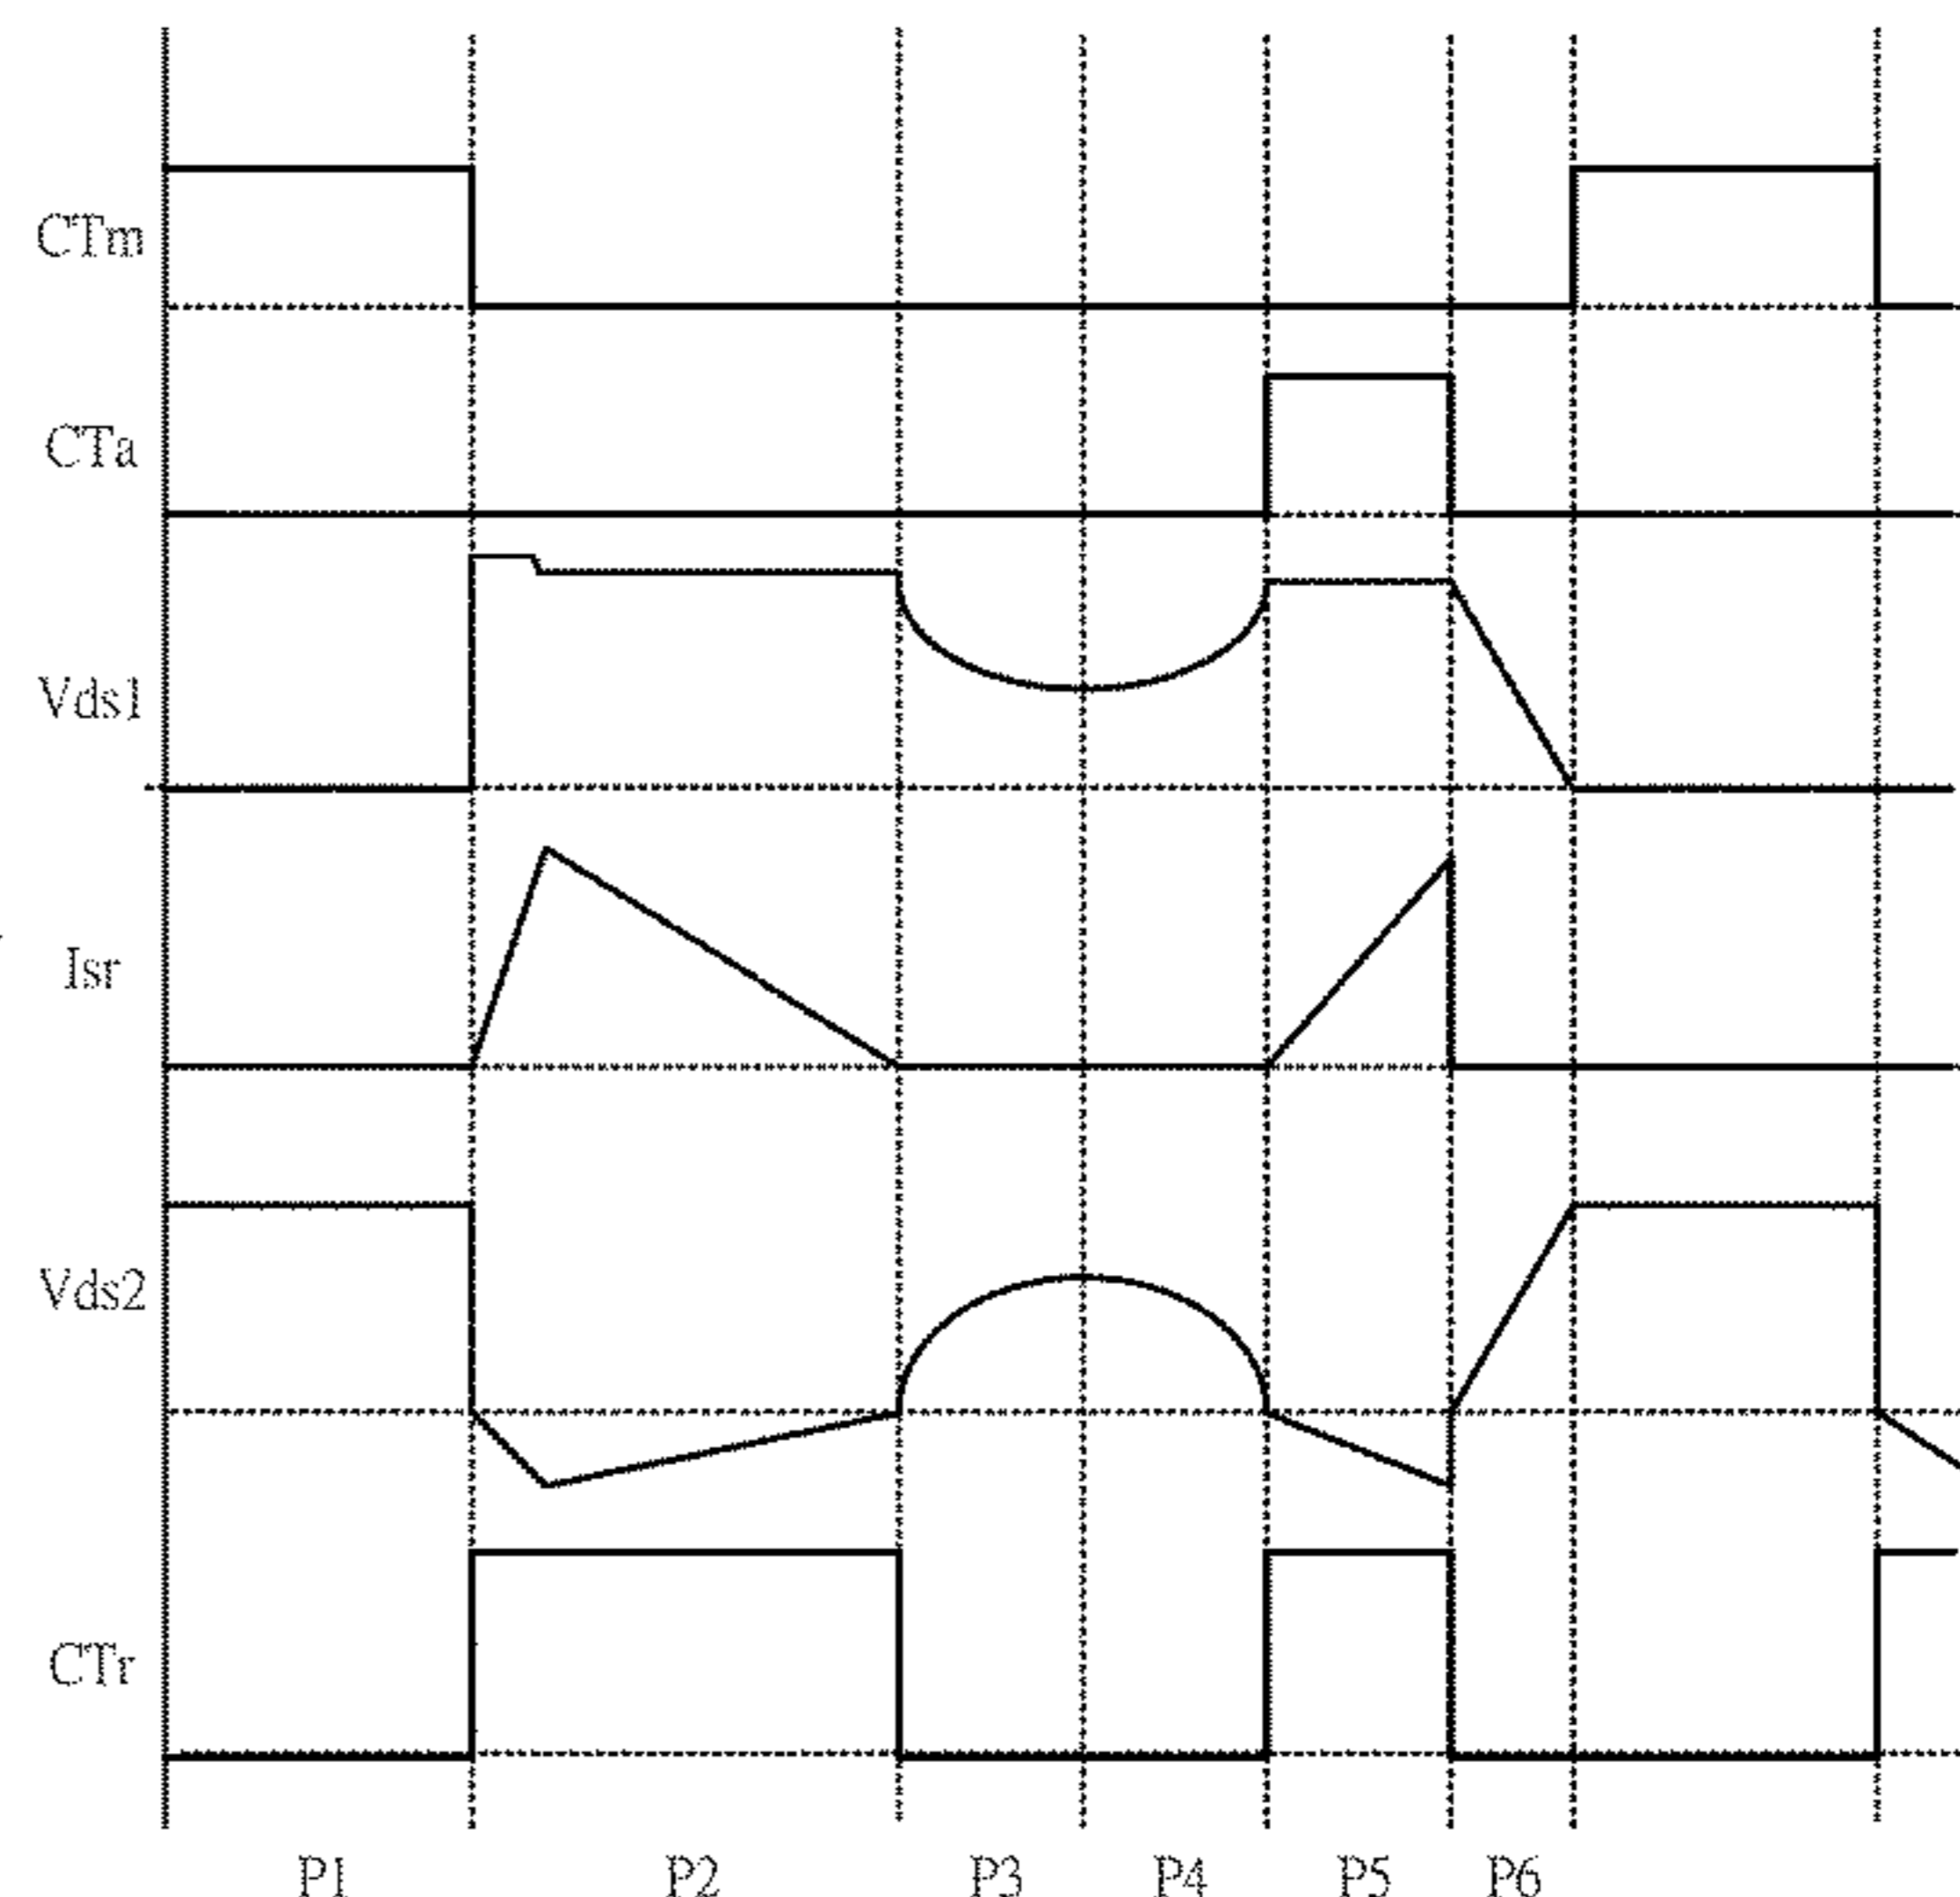 CTm
CTa
Vds1
Isr
Vds2
CTr
P1 P2 P3 P4 P5 P6